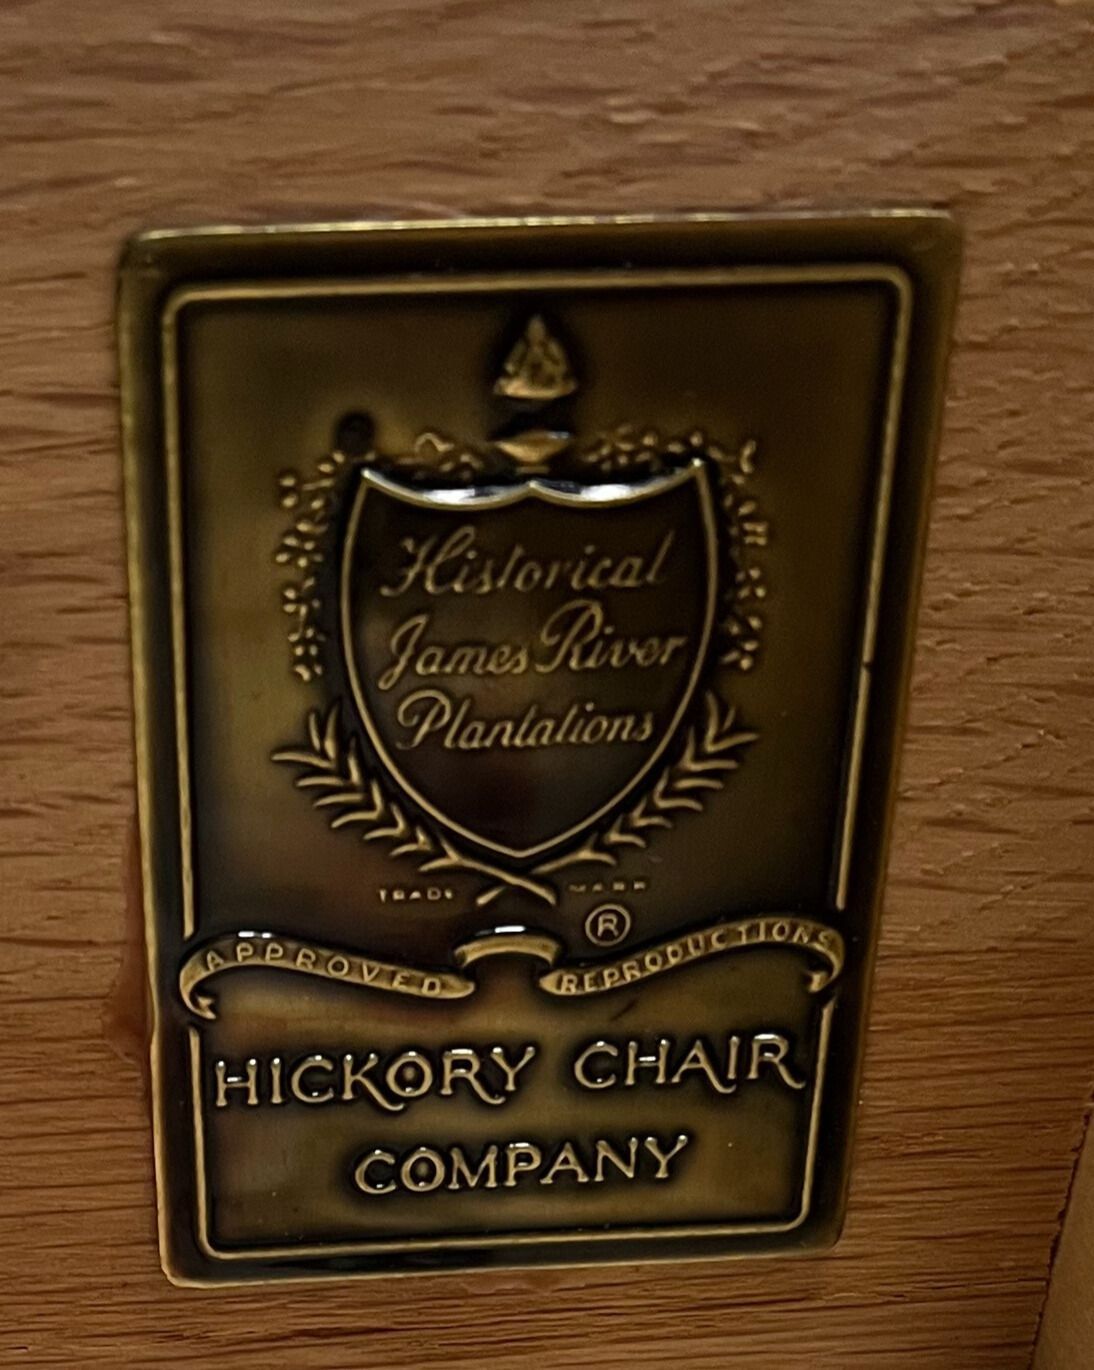 Historical
James River
Plantations
TRADE MARK
®
APPROVED REPRODUCTIONS
HICKORY CHAIR
COMPANY